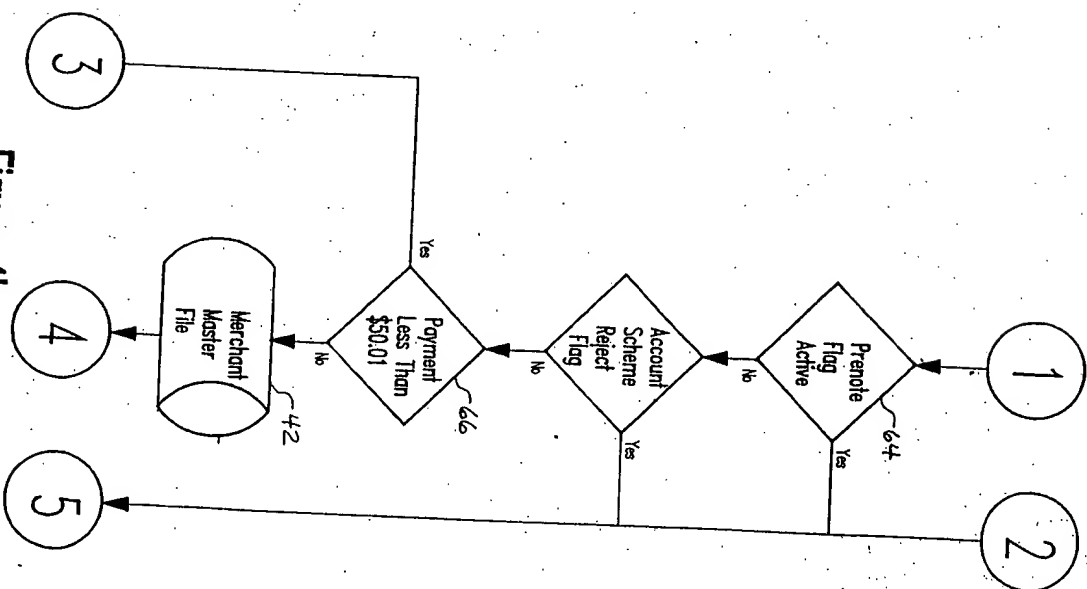 1
2
Prenote
Flag
Active
64
Yes
No
Account
Scheme
Reject
Flag
Yes
No
Payment
Less Than
$50.01
66
Yes
No
Merchant
Master
File
42
3
4
5